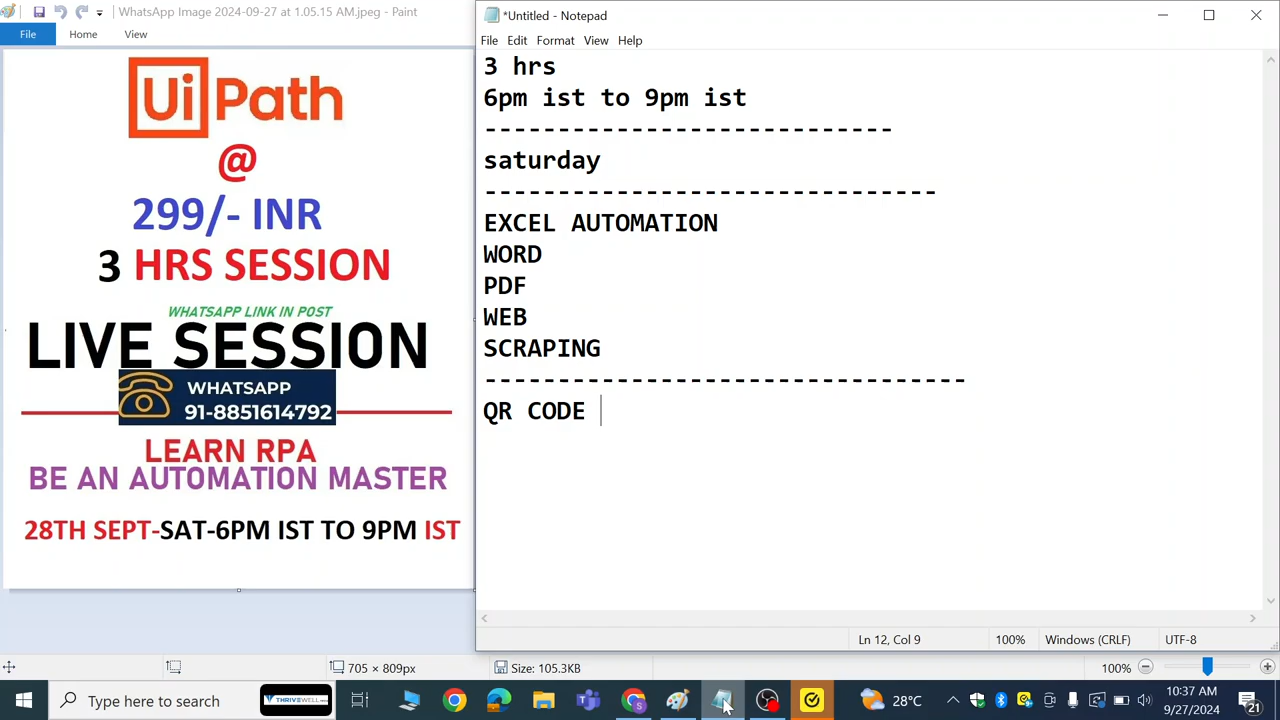 WhatsApp Image 2024-09-27 at 1.05.15 AM.jpeg - Paint
File Home View
UiPath
@
299/- INR
3 HRS SESSION
WHATSAPP LINK IN POST
LIVE SESSION
WHATSAPP
91-8851614792
LEARN RPA
BE AN AUTOMATION MASTER
28TH SEPT-SAT-6PM IST TO 9PM IST
705 × 809px
Size: 105.3KB
100%
*Untitled - Notepad
File Edit Format View Help
3 hrs
6pm ist to 9pm ist
----------------------------
saturday
-------------------------------
EXCEL AUTOMATION
WORD
PDF
WEB
SCRAPING
---------------------------------
QR CODE
Ln 12, Col 9
100%
Windows (CRLF)
UTF-8
Type here to search
THRIVEWELL
28°C
10:37 AM
9/27/2024
21